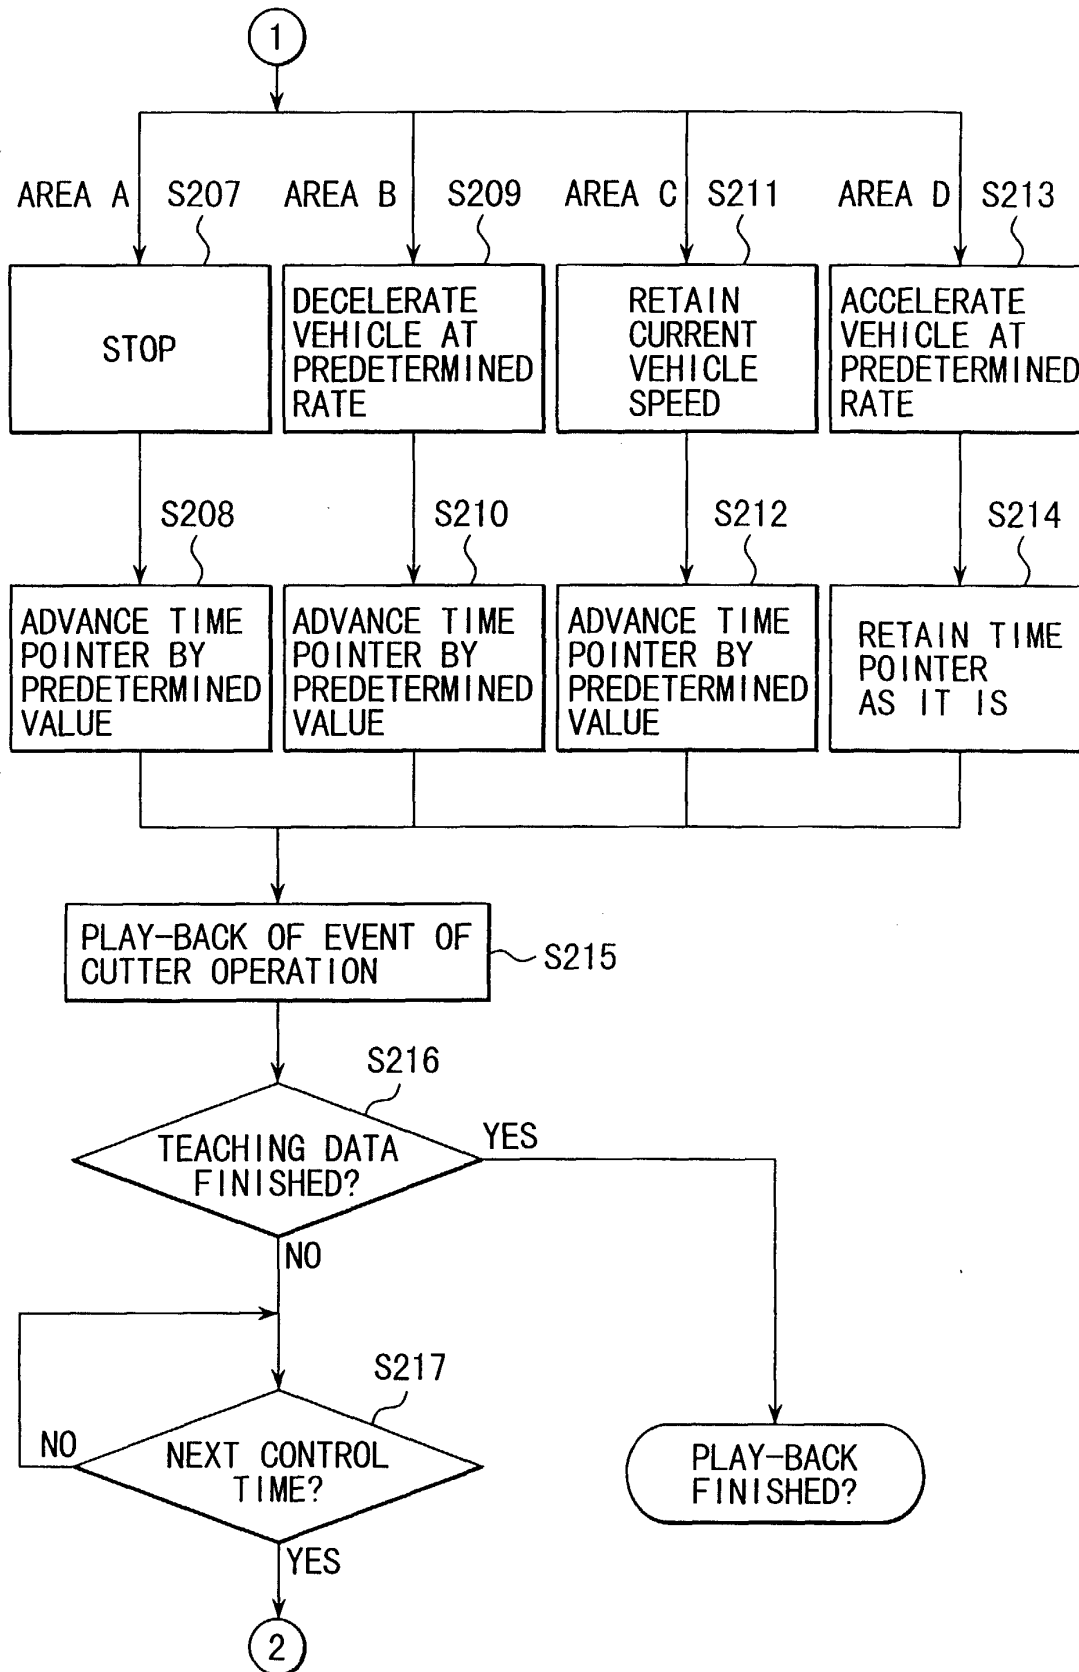 1
AREA A
S207
AREA B
S209
AREA C
S211
AREA D
S213
STOP
DECELERATE
VEHICLE AT
PREDETERMINED
RATE
RETAIN
CURRENT
VEHICLE
SPEED
ACCELERATE
VEHICLE AT
PREDETERMINED
RATE
S208
S210
S212
S214
ADVANCE TIME
POINTER BY
PREDETERMINED
VALUE
ADVANCE TIME
POINTER BY
PREDETERMINED
VALUE
ADVANCE TIME
POINTER BY
PREDETERMINED
VALUE
RETAIN TIME
POINTER
AS IT IS
PLAY-BACK OF EVENT OF
CUTTER OPERATION
S215
S216
TEACHING DATA
FINISHED?
YES
NO
S217
NEXT CONTROL
TIME?
NO
YES
PLAY-BACK
FINISHED?
2